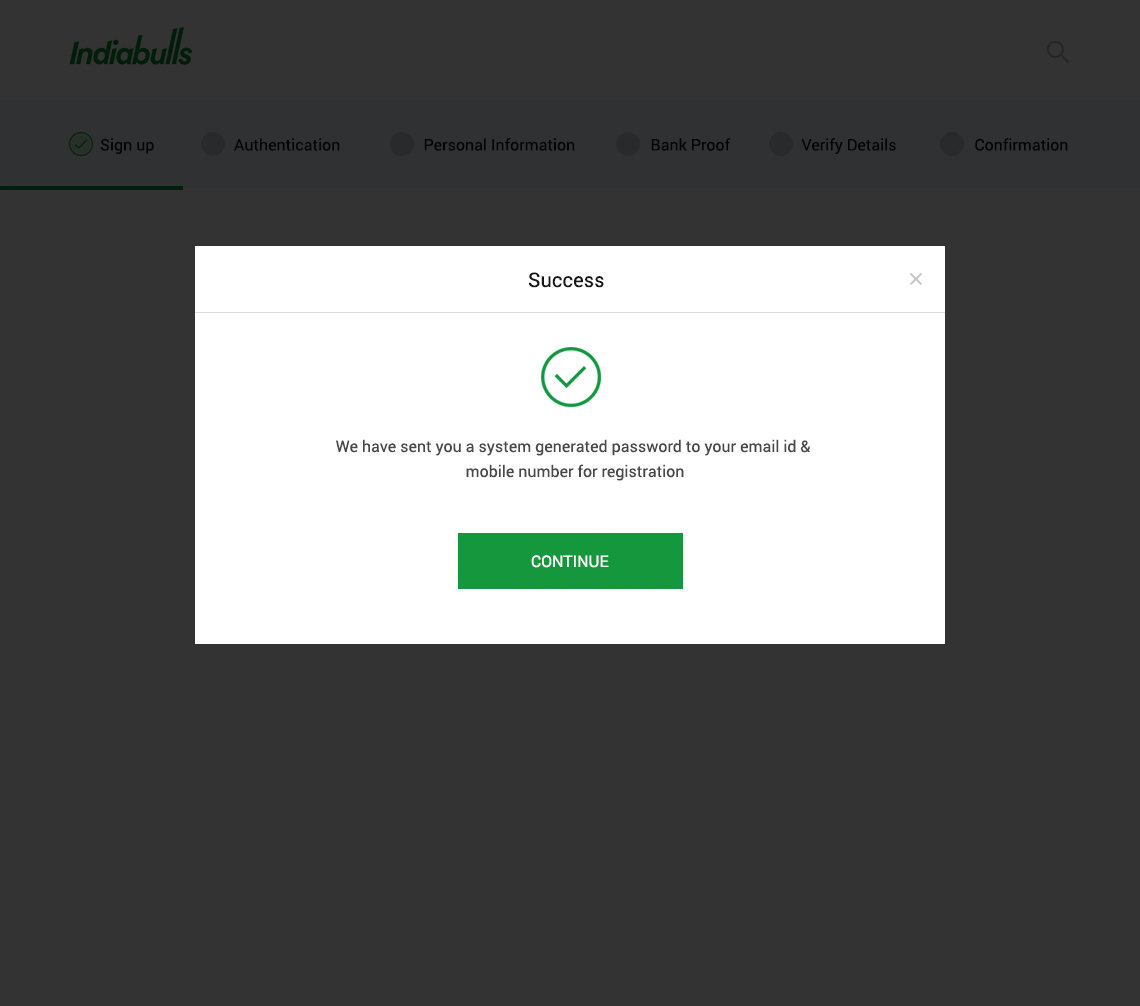 Indiabulls
Sign up
Authentication
Personal Information
Bank Proof
Verify Details
Confirmation
Success
We have sent you a system generated password to your email id &
mobile number for registration
CONTINUE